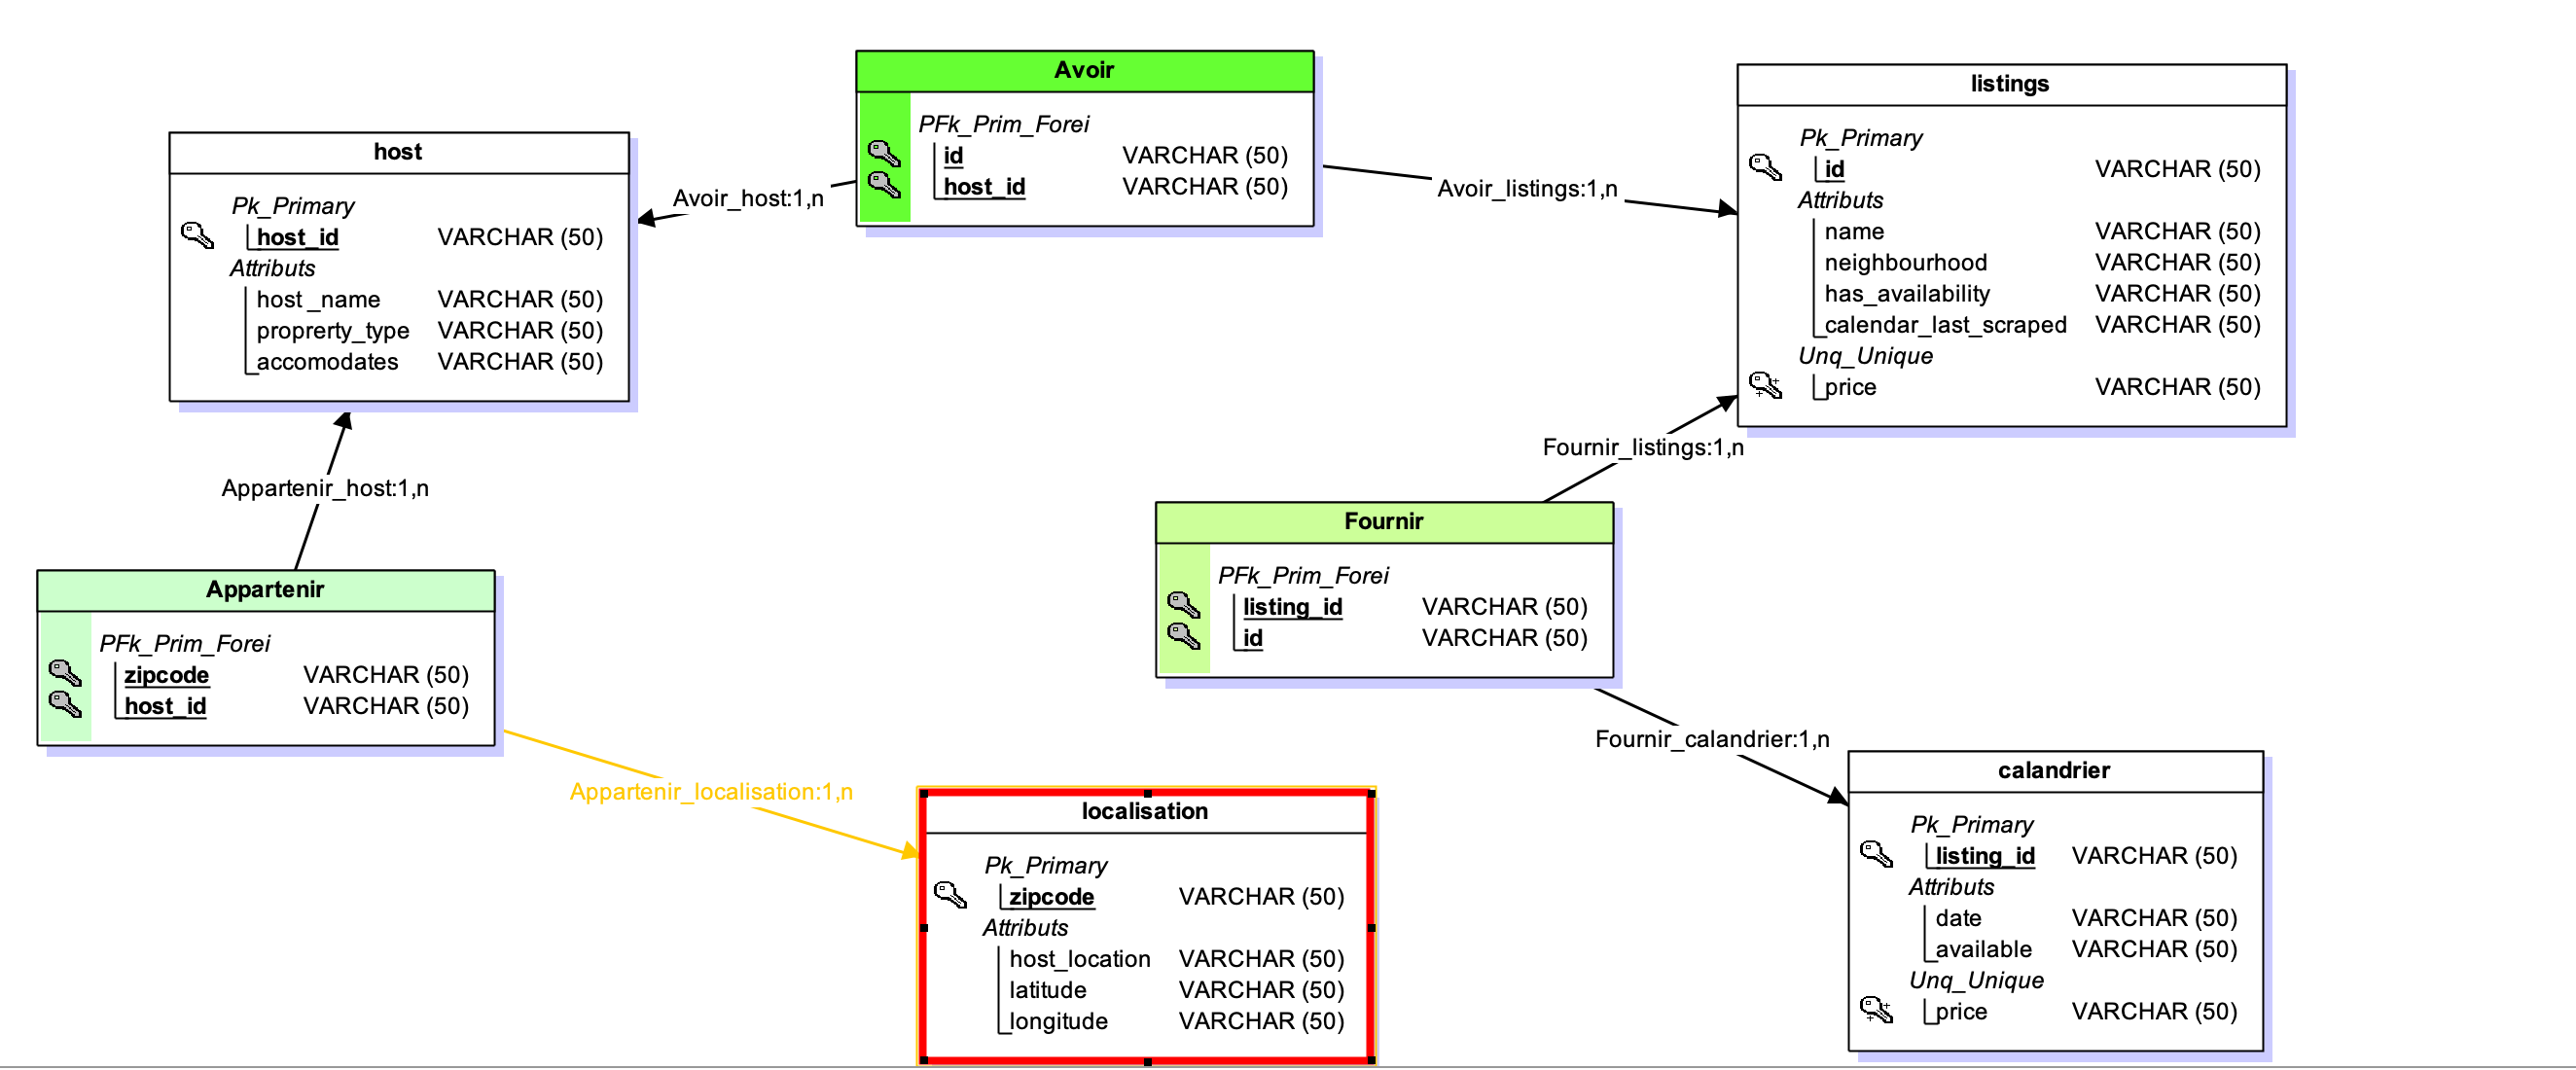 Avoir
PFk_Prim_Forei
id VARCHAR (50)
host_id VARCHAR (50)
listings
Pk_Primary
id VARCHAR (50)
Attributs
name VARCHAR (50)
neighbourhood VARCHAR (50)
has_availability VARCHAR (50)
calendar_last_scraped VARCHAR (50)
Unq_Unique
price VARCHAR (50)
host
Pk_Primary
host_id VARCHAR (50)
Attributs
host _name VARCHAR (50)
proprerty_type VARCHAR (50)
accomodates VARCHAR (50)
Avoir_host:1,n
Avoir_listings:1,n
Fournir_listings:1,n
Appartenir_host:1,n
Fournir
PFk_Prim_Forei
listing_id VARCHAR (50)
id VARCHAR (50)
Appartenir
PFk_Prim_Forei
zipcode VARCHAR (50)
host_id VARCHAR (50)
Fournir_calandrier:1,n
Appartenir_localisation:1,n
localisation
Pk_Primary
zipcode VARCHAR (50)
Attributs
host_location VARCHAR (50)
latitude VARCHAR (50)
longitude VARCHAR (50)
calandrier
Pk_Primary
listing_id VARCHAR (50)
Attributs
date VARCHAR (50)
available VARCHAR (50)
Unq_Unique
price VARCHAR (50)